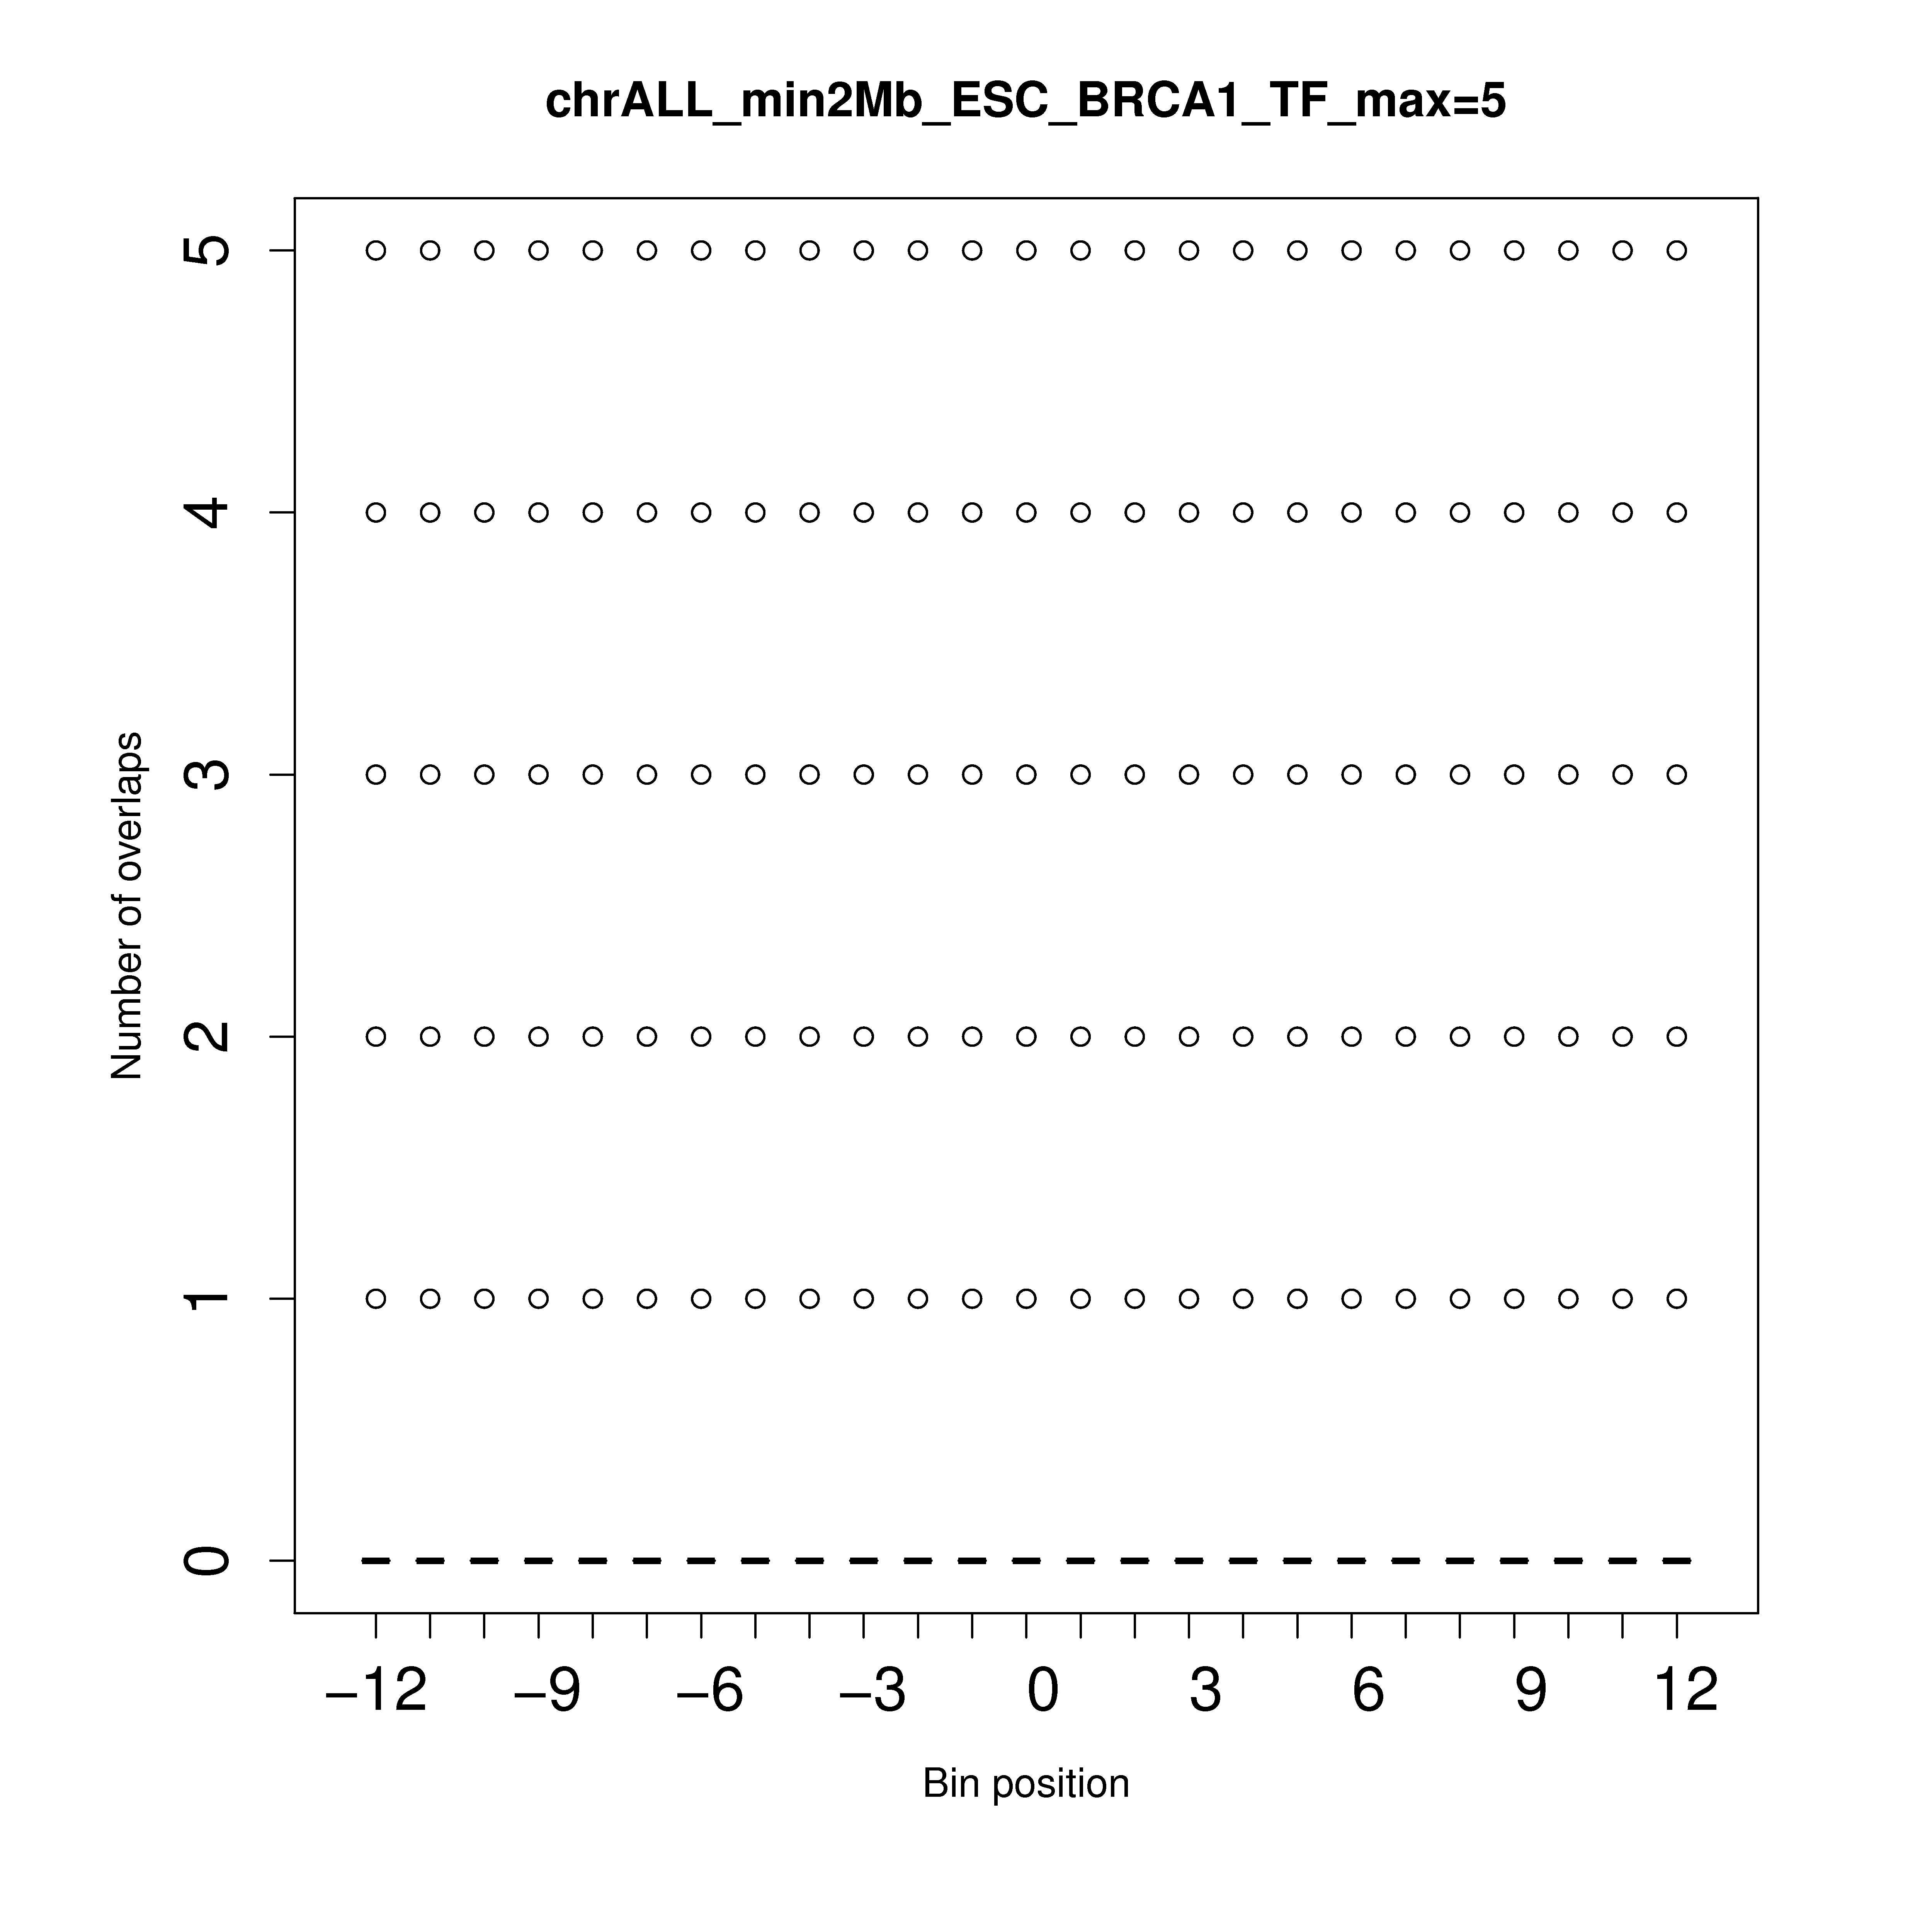 chrALL_min2Mb_ESC_BRCA1_TF_max=5
Number of overlaps
5
4
3
2
1
0
−12 −9 −6 −3 0 3 6 9 12
Bin position